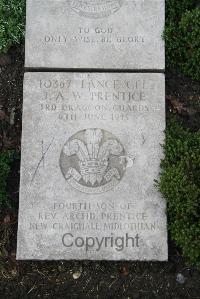 TO GOD
ONLY WISE, BE GLORY
10367 LANCE CPL.
J. A. V. PRENTICE
3RD DRAGOON GUARDS
6TH JUNE 1915
FOURTH SON OF
REV. ARCHD. PRENTICE
NEW CRAIGHALL, MIDLOTHIAN
Copyright